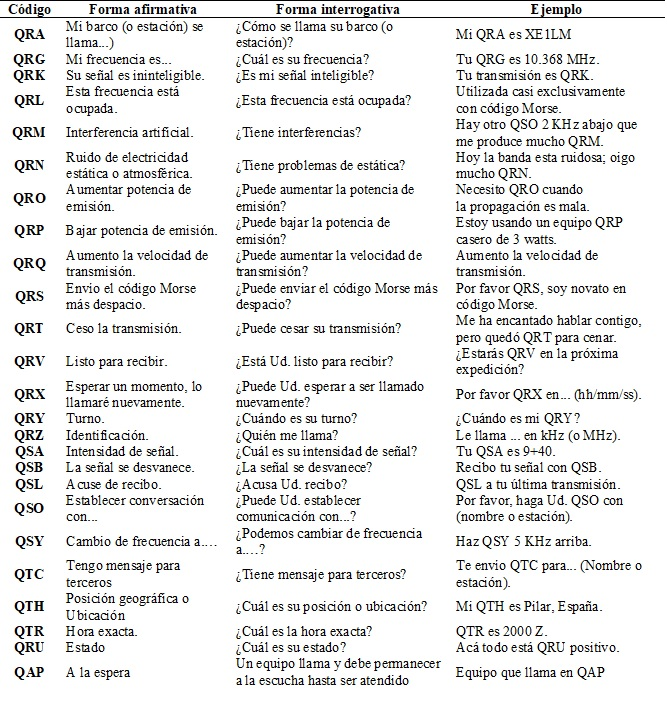 Código Forma afirmativa Forma interrogativa Ejemplo
QRA Mi barco (o estación) se llama...) ¿Cómo se llama su barco (o estación)? Mi QRA es XE1LM
QRG Mi frecuencia es... ¿Cuál es su frecuencia? Tu QRG es 10.368 MHz.
QRK Su señal es ininteligible. ¿Es mi señal inteligible? Tu transmisión es QRK.
QRL Esta frecuencia está ocupada. ¿Esta frecuencia está ocupada? Utilizada casi exclusivamente con código Morse.
QRM Interferencia artificial. ¿Tiene interferencias? Hay otro QSO 2 KHz abajo que me produce mucho QRM.
QRN Ruido de electricidad estática o atmosférica. ¿Tiene problemas de estática? Hoy la banda esta ruidosa; oigo mucho QRN.
QRO Aumentar potencia de emisión. ¿Puede aumentar la potencia de emisión? Necesito QRO cuando la propagación es mala.
QRP Bajar potencia de emisión. ¿Puede bajar la potencia de emisión? Estoy usando un equipo QRP casero de 3 watts.
QRQ Aumento la velocidad de transmisión. ¿Puede aumentar la velocidad de transmisión? Aumento la velocidad de transmisión.
QRS Envio el código Morse más despacio. ¿Puede enviar el código Morse más despacio? Por favor QRS, soy novato en código Morse.
QRT Ceso la transmisión. ¿Puede cesar su transmisión? Me ha encantado hablar contigo, pero quedó QRT para cenar.
QRV Listo para recibir. ¿Está Ud. listo para recibir? ¿Estarás QRV en la próxima expedición?
QRX Esperar un momento, lo llamaré nuevamente. ¿Puede Ud. esperar a ser llamado nuevamente? Por favor QRX en... (hh/mm/ss).
QRY Turno. ¿Cuándo es su turno? ¿Cuándo es mi QRY?
QRZ Identificación. ¿Quién me llama? Le llama ... en kHz (o MHz).
QSA Intensidad de señal. ¿Cuál es su intensidad de señal? Tu QSA es 9+40.
QSB La señal se desvanece. ¿La señal se desvanece? Recibo tu señal con QSB.
QSL Acuse de recibo. ¿Acusa Ud. recibo? QSL a tu última transmisión.
QSO Establecer conversación con... ¿Puede Ud. establecer comunicación con...? Por favor, haga Ud. QSO con (nombre o estación).
QSY Cambio de frecuencia a.… ¿Podemos cambiar de frecuencia a.…? Haz QSY 5 KHz arriba.
QTC Tengo mensaje para terceros ¿Tiene mensaje para terceros? Te envio QTC para... (Nombre o estación).
QTH Posición geográfica o Ubicación ¿Cuál es su posición o ubicación? Mi QTH es Pilar, España.
QTR Hora exacta. ¿Cuál es la hora exacta? QTR es 2000 Z.
QRU Estado ¿Cuál es su estado? Acá todo está QRU positivo.
QAP A la espera Un equipo llama y debe permanecer a la escucha hasta ser atendido Equipo que llama en QAP